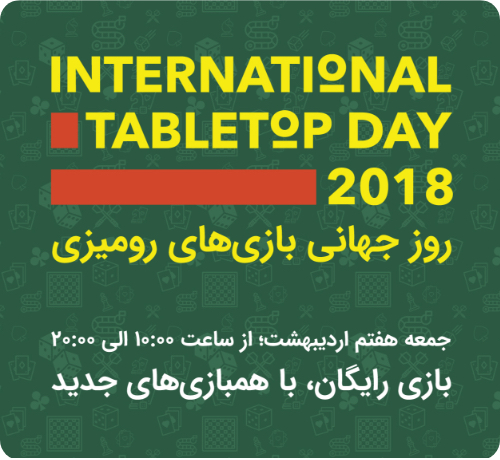 INTERNATIONAL
TABLETOP DAY
2018
روز جهانی بازی‌های رومیزی
جمعه هفتم اردیبهشت؛ از ساعت ۱۰:۰۰ الی ۲۰:۰۰
بازی رایگان، با همبازی‌های جدید